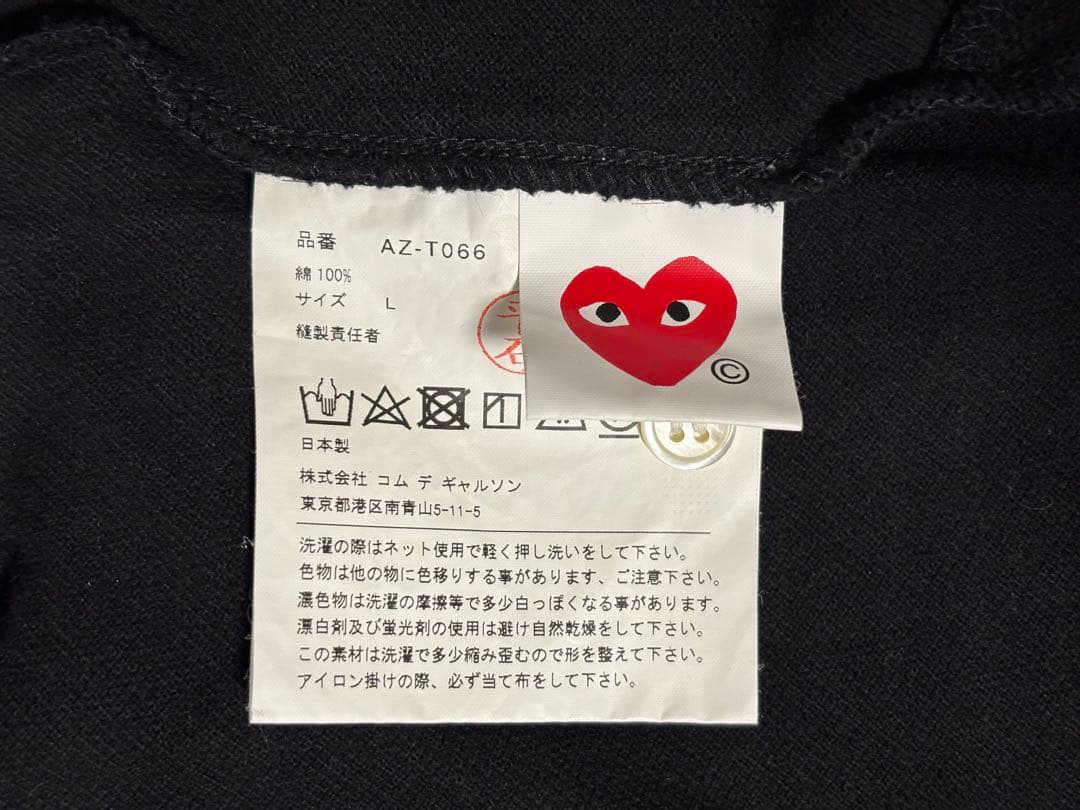 品番 AZ-T066
綿 100%
サイズ L
縫製責任者
©
日本製
株式会社 コム デ ギャルソン
東京都港区南青山5-11-5
洗濯の際はネット使用で軽く押し洗いをして下さい。
色物は他の物に色移りする事があります、ご注意下さい。
濃色物は洗濯の摩擦等で多少白っぽくなる事があります。
漂白剤及び蛍光剤の使用は避け自然乾燥をして下さい。
この素材は洗濯で多少縮み歪むので形を整えて下さい。
アイロン掛けの際、必ず当て布をして下さい。